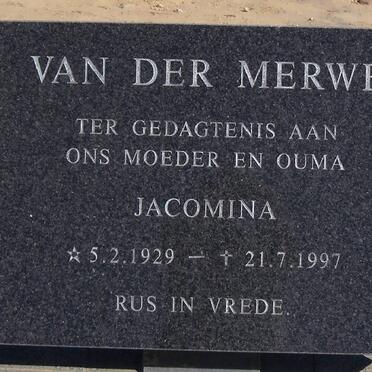 VAN DER MERWE
TER GEDAGTENIS AAN
ONS MOEDER EN OUMA
JACOMINA
☆ 5.2.1929 — † 21.7.1997
RUS IN VREDE.